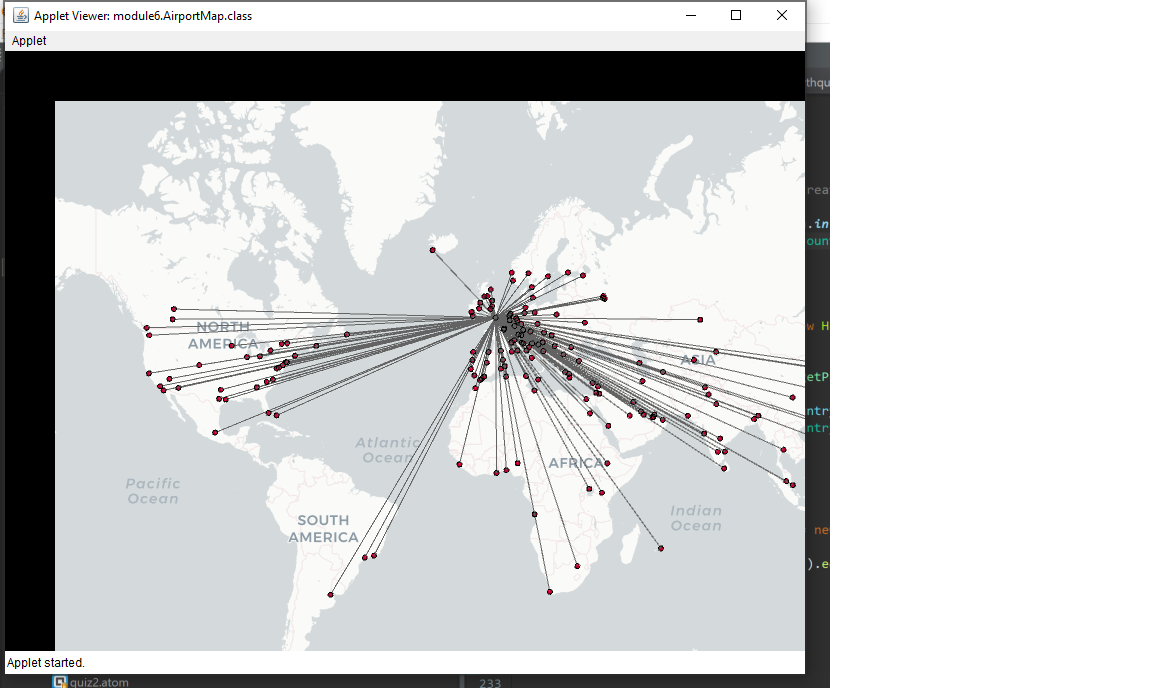 Applet Viewer: module6.AirportMap.class
Applet
NORTH
AMERICA
ASIA
Atlantic
Ocean
AFRICA
Pacific
Ocean
SOUTH
AMERICA
Indian
Ocean
Applet started.
thqu
rea
.in
oun
w H
etP
ntr
ntr
ne
).e
quiz2.atom
233